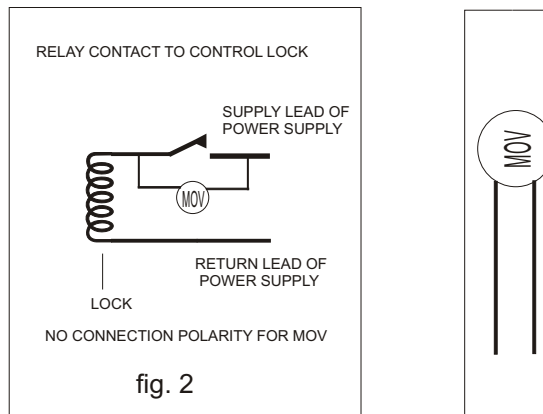 RELAY CONTACT TO CONTROL LOCK
SUPPLY LEAD OF
POWER SUPPLY
MOV
RETURN LEAD OF
POWER SUPPLY
LOCK
NO CONNECTION POLARITY FOR MOV
fig. 2
MOV